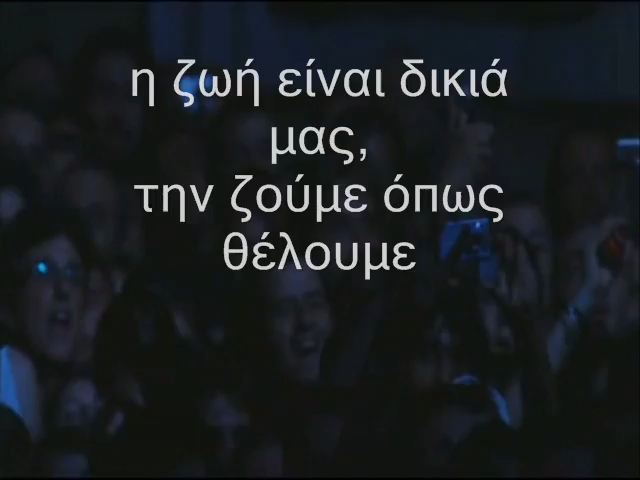 η ζωή είναι δικιά
μας,
την ζούμε όπως
θέλουμε